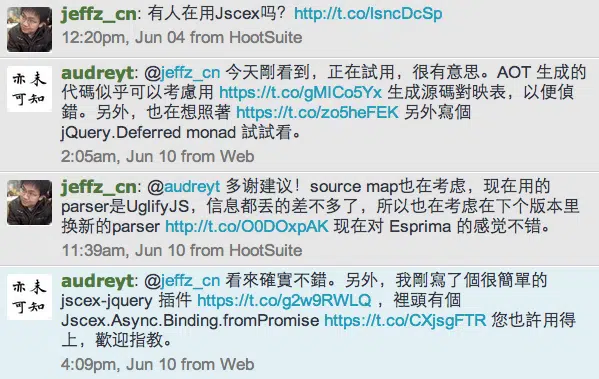 jeffz_cn: 有人在用Jscex吗？ http://t.co/lsncDcSp
12:20pm, Jun 04 from HootSuite
未可知
audreyt: @jeffz_cn 今天剛看到，正在試用，很有意思。AOT 生成的
代碼似乎可以考慮用 https://t.co/gMICo5Yx 生成源碼對映表，以便偵
錯。另外，也在想照著 https://t.co/zo5heFEK 另外寫個
jQuery.Deferred monad 試試看。
2:05am, Jun 10 from Web
jeffz_cn: @audreyt 多谢建议！source map也在考虑，现在用的
parser是UglifyJS，信息都丢的差不多了，所以也在考虑在下个版本里
换新的parser http://t.co/O0DOxpAK 现在对 Esprima 的感觉不错。
11:39am, Jun 10 from HootSuite
未可知
audreyt: @jeffz_cn 看來確實不錯。另外，我剛寫了個很簡單的
jscex-jquery 插件 https://t.co/g2w9RWLQ ，裡頭有個
Jscex.Async.Binding.fromPromise https://t.co/CXjsgFTR 您也許用得
上，歡迎指教。
4:09pm, Jun 10 from Web